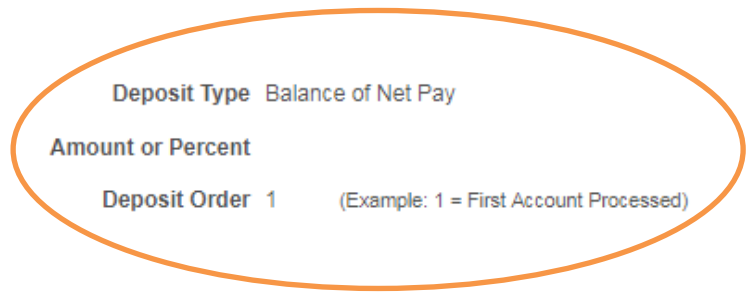 Deposit Type Balance of Net Pay
Amount or Percent
Deposit Order 1 (Example: 1 = First Account Processed)